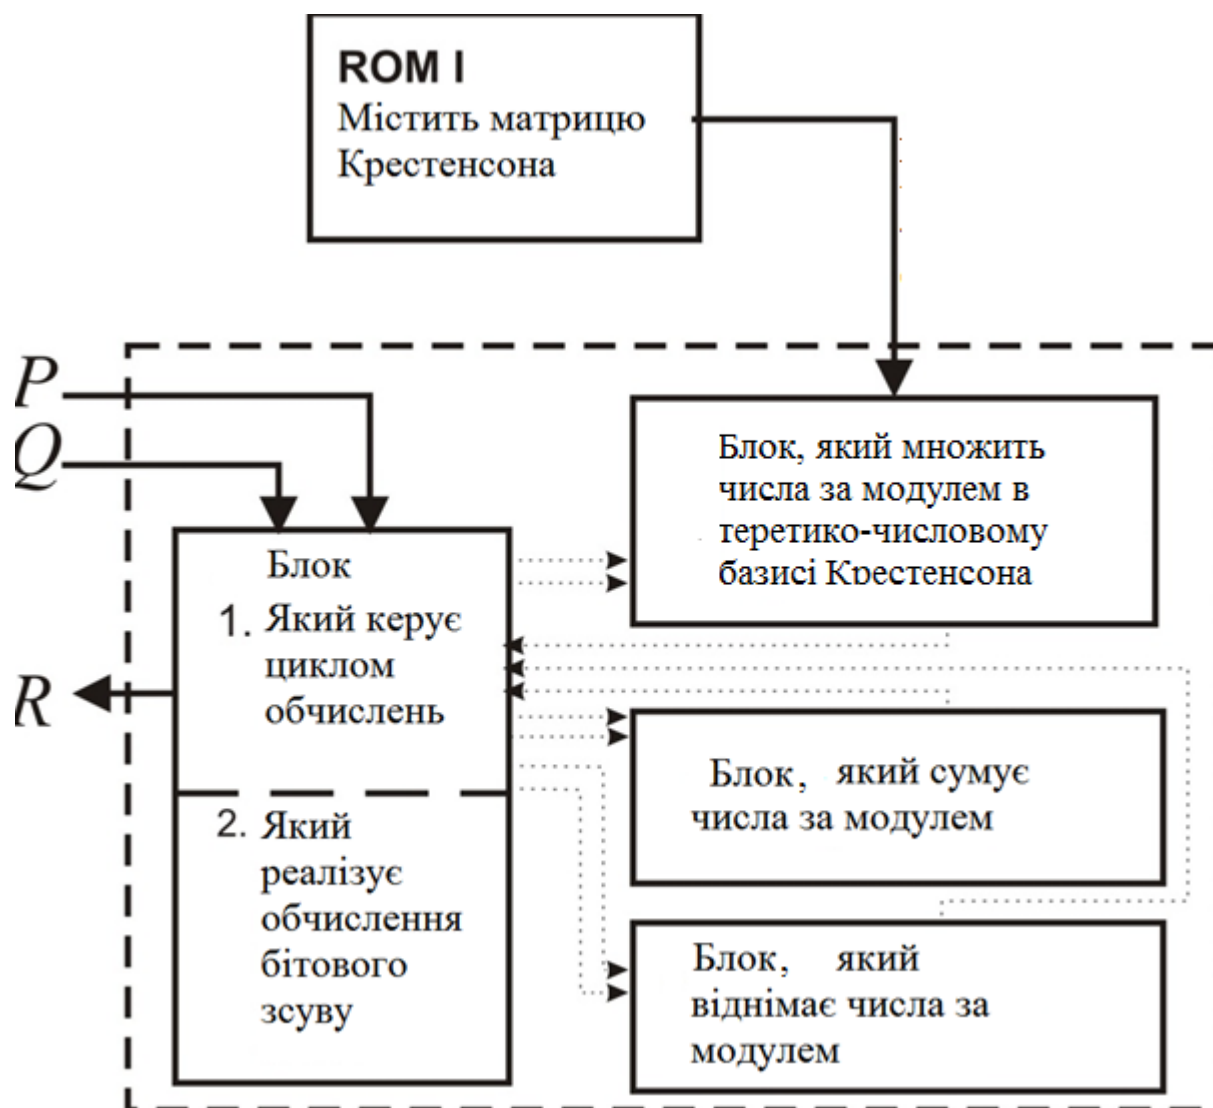 ROM I
Містить матрицю
Крестенсона
P
Q
R
Блок, який множить
числа за модулем в
теретико-числовому
базисі Крестенсона
Блок
1. Який керує
циклом
обчислень
2. Який
реалізує
обчислення
бітового
зсуву
Блок, який сумує
числа за модулем
Блок, який
віднімає числа за
модулем